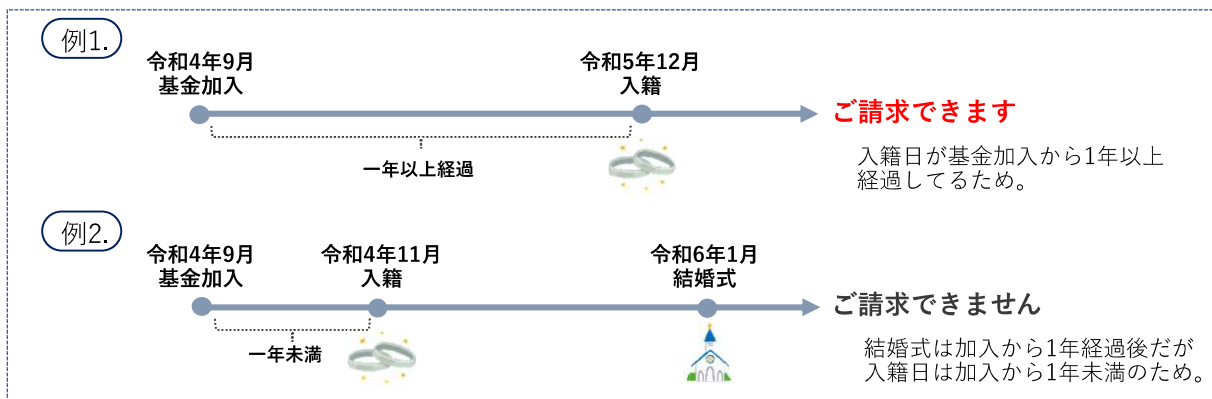 例1.
令和4年9月
基金加入
令和5年12月
入籍
一年以上経過
ご請求できます
入籍日が基金加入から1年以上
経過してるため。
例2.
令和4年9月
基金加入
令和4年11月
入籍
令和6年1月
結婚式
一年未満
ご請求できません
結婚式は加入から1年経過後だが
入籍日は加入から1年未満のため。